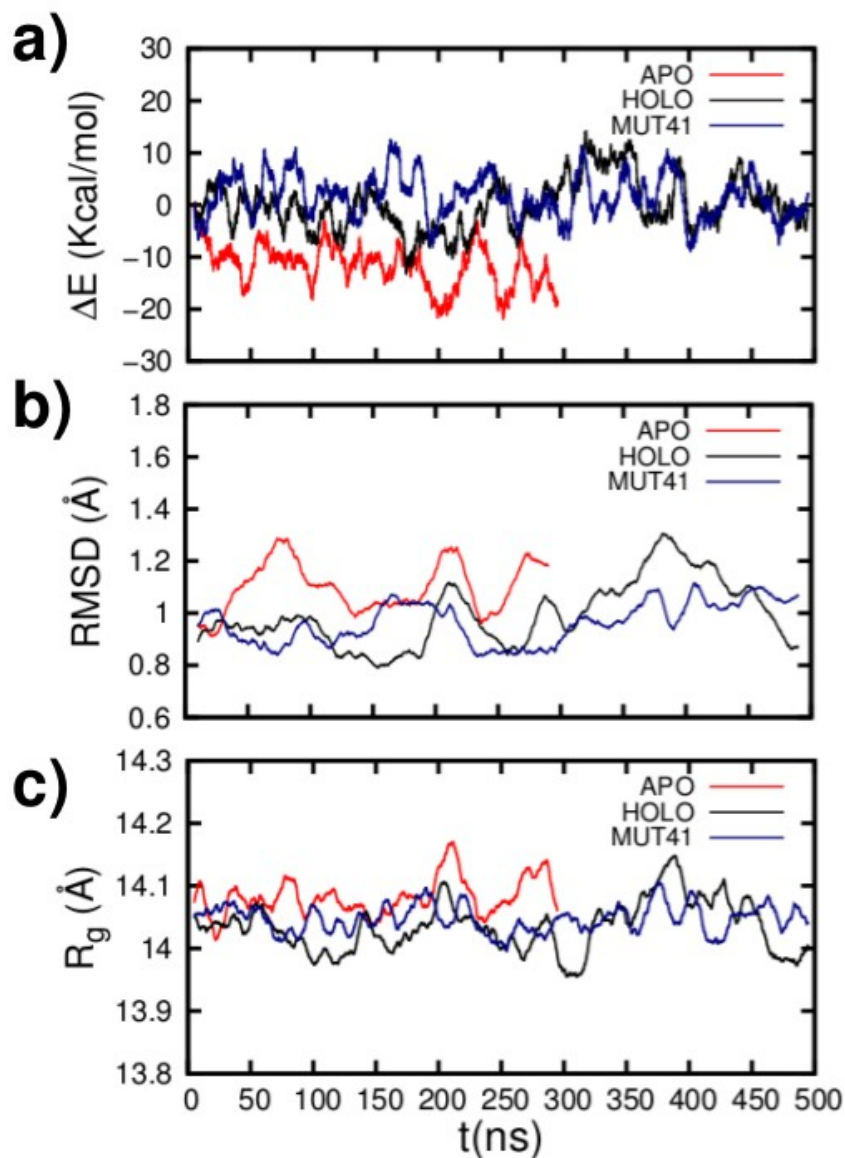 a)
ΔE (Kcal/mol)
30
20
10
0
−10
−20
−30
APO
HOLO
MUT41
b)
RMSD (Å)
1.8
1.6
1.4
1.2
1
0.8
0.6
APO
HOLO
MUT41
c)
Rg (Å)
14.3
14.2
14.1
14
13.9
13.8
APO
HOLO
MUT41
0 50 100 150 200 250 300 350 400 450 500
t(ns)